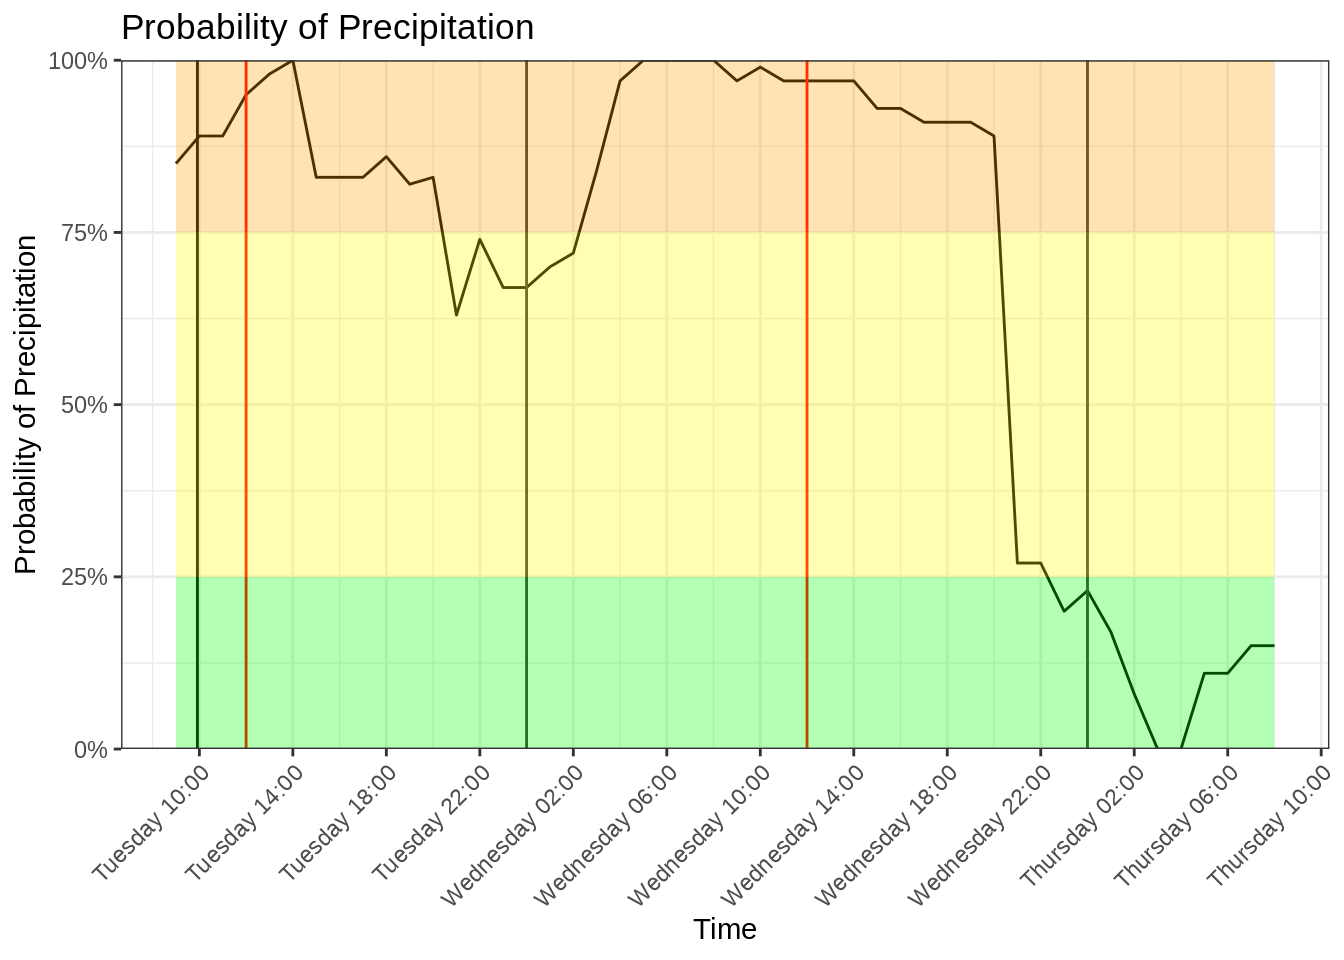 Probability of Precipitation
100%
75%
50%
25%
0%
Probability of Precipitation
Tuesday 10:00
Tuesday 14:00
Tuesday 18:00
Tuesday 22:00
Wednesday 02:00
Wednesday 06:00
Wednesday 10:00
Wednesday 14:00
Wednesday 18:00
Wednesday 22:00
Thursday 02:00
Thursday 06:00
Thursday 10:00
Time